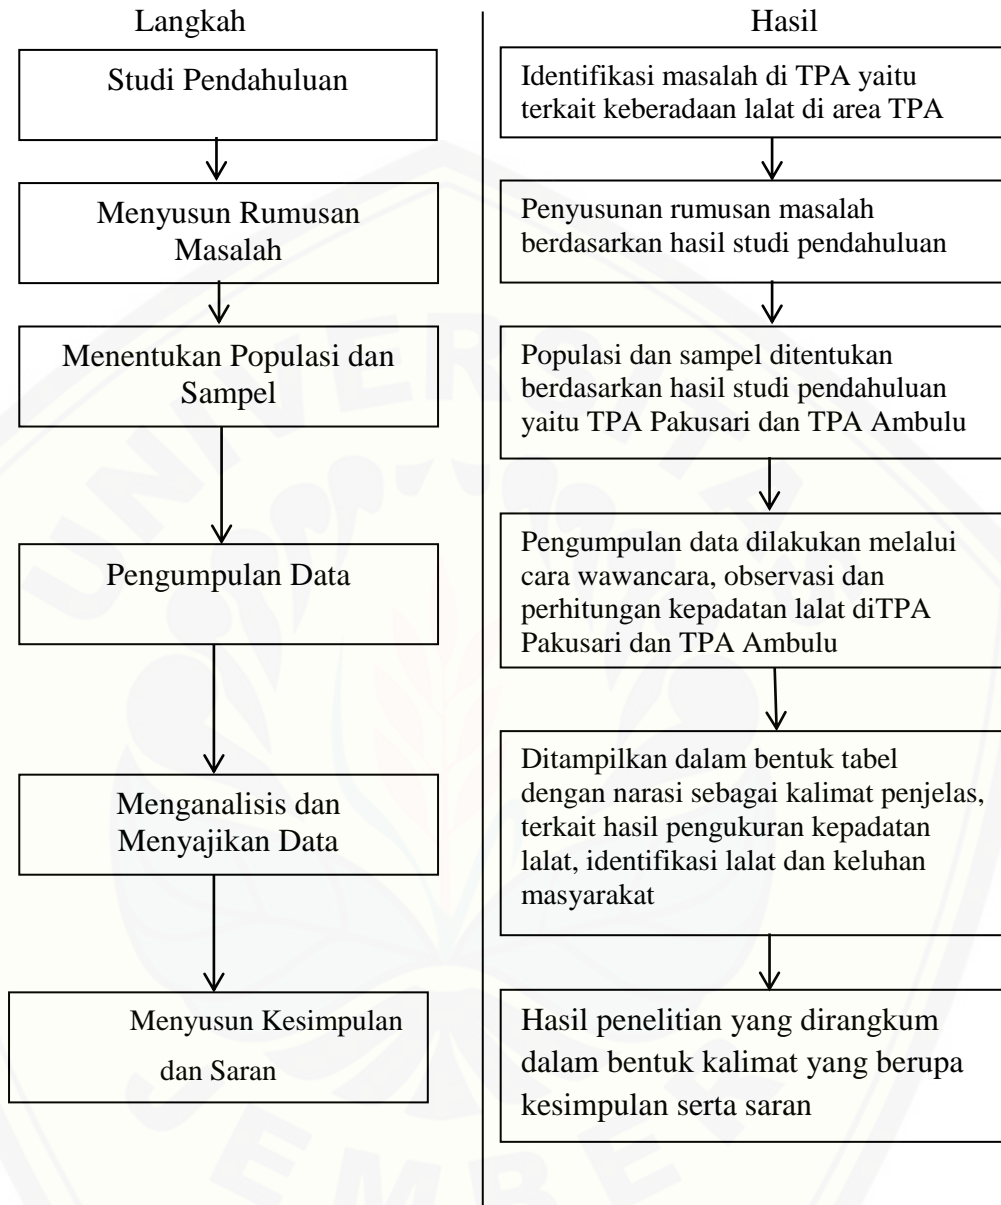 Langkah
Hasil
Studi Pendahuluan
Identifikasi masalah di TPA yaitu
terkait keberadaan lalat di area TPA
Menyusun Rumusan
Masalah
Penyusunan rumusan masalah
berdasarkan hasil studi pendahuluan
Menentukan Populasi dan
Sampel
Populasi dan sampel ditentukan
berdasarkan hasil studi pendahuluan
yaitu TPA Pakusari dan TPA Ambulu
Pengumpulan Data
Pengumpulan data dilakukan melalui
cara wawancara, observasi dan
perhitungan kepadatan lalat diTPA
Pakusari dan TPA Ambulu
Menganalisis dan
Menyajikan Data
Ditampilkan dalam bentuk tabel
dengan narasi sebagai kalimat penjelas,
terkait hasil pengukuran kepadatan
lalat, identifikasi lalat dan keluhan
masyarakat
Menyusun Kesimpulan
dan Saran
Hasil penelitian yang dirangkum
dalam bentuk kalimat yang berupa
kesimpulan serta saran
UNIVERSITAS
JEMBER